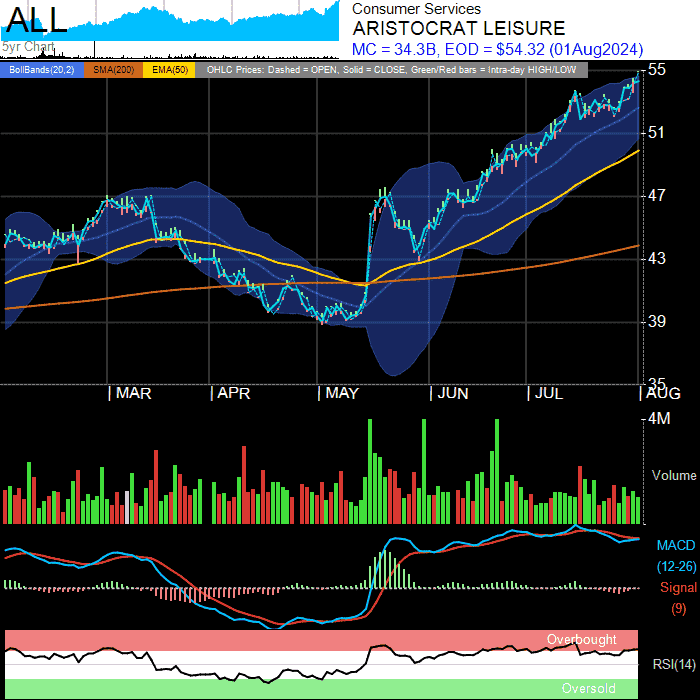 ALL
5yr Chart
Consumer Services
ARISTOCRAT LEISURE
MC = 34.3B, EOD = $54.32 (01Aug2024)
BollBands(20,2) SMA(200) EMA(50) OHLC Prices: Dashed = OPEN, Solid = CLOSE, Green/Red bars = Intra-day HIGH/LOW
55
51
47
43
39
35
MAR APR MAY JUN JUL AUG
4M
Volume
MACD
(12-26)
Signal
(9)
Overbought
RSI(14)
Oversold